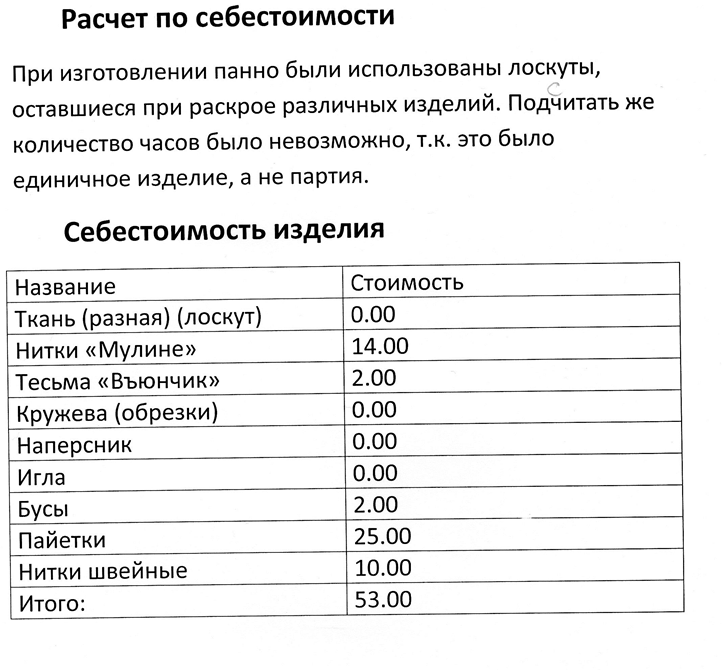 Расчет по себестоимости
При изготовлении панно были использованы лоскуты,
оставшиеся при раскрое различных изделий. Подчитать же
с
количество часов было невозможно, т.к. это было
единичное изделие, а не партия.
Себестоимость изделия
Название Стоимость
Ткань (разная) (лоскут) 0.00
Нитки «Мулине» 14.00
Тесьма «Въюнчик» 2.00
Кружева (обрезки) 0.00
Наперсник 0.00
Игла 0.00
Бусы 2.00
Пайетки 25.00
Нитки швейные 10.00
Итого: 53.00